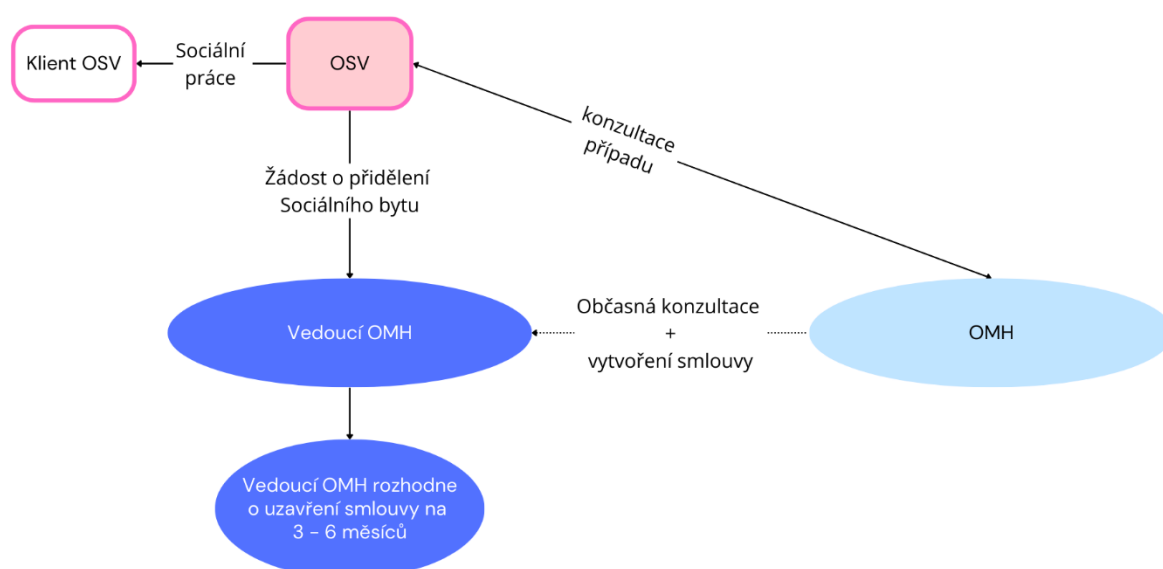 Klient OSV
Sociální
práce
OSV
konzultace
případu
Žádost o přidělení
Sociálního bytu
Vedoucí OMH
Občasná konzultace
+
vytvoření smlouvy
OMH
Vedoucí OMH rozhodne
o uzavření smlouvy na
3 - 6 měsíců